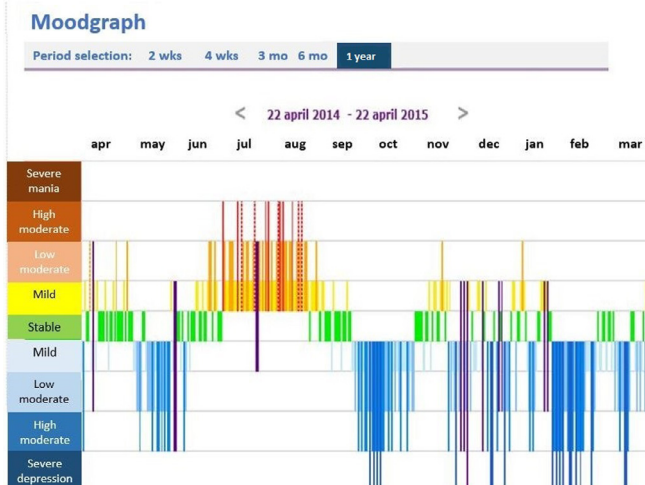 Moodgraph
Period selection: 2 wks 4 wks 3 mo 6 mo 1 year
< 22 april 2014 - 22 april 2015 >
apr may jun jul aug sep oct nov dec jan feb mar
Severe
mania
High
moderate
Low
moderate
Mild
Stable
Mild
Low
moderate
High
moderate
Severe
depression